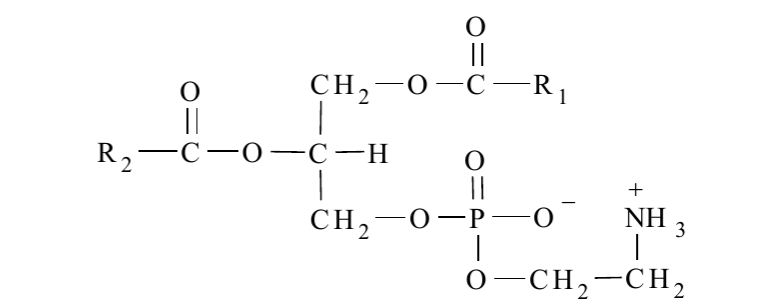 O
CH2—O—C—R1
O
R2—C—O—C—H
O
CH2—O—P—O− +
NH3
O—CH2—CH2